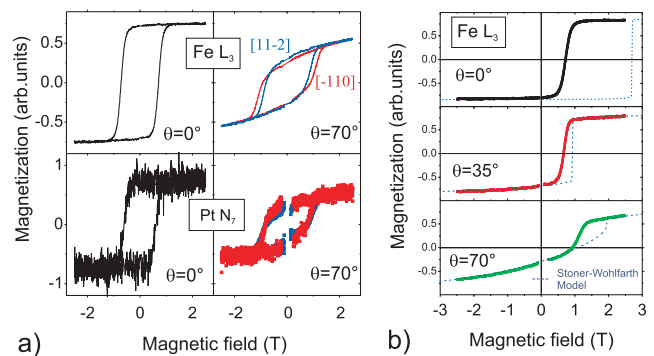 Fe L₃
θ=0°
[11-2]
[-110]
θ=70°
0.5
0.0
-0.5
Pt N₇
θ=0°
θ=70°
1
0
-1
-2
0
2
-2
0
2
Magnetization (arb.units)
Magnetic field (T)
a)
Fe L₃
θ=0°
0.5
0.0
-0.5
θ=35°
0.5
0.0
-0.5
θ=70°
0.5
0.0
-0.5
Stoner-Wohlfarth
Model
-3 -2 -1 0 1 2 3
Magnetization (arb.units)
Magnetic field (T)
b)